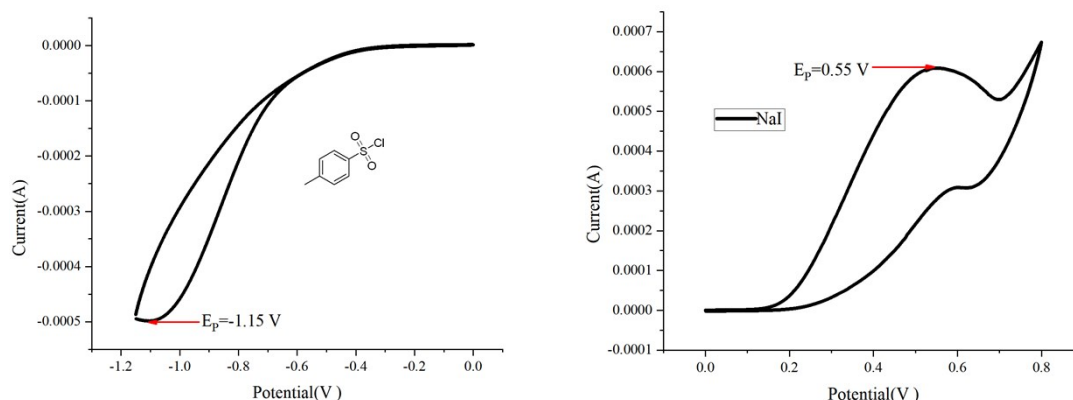 0.0000
-0.0001
-0.0002
-0.0003
-0.0004
-0.0005
Current(A)
-1.2 -1.0 -0.8 -0.6 -0.4 -0.2 0.0
Potential(V )
E_P=-1.15 V
O
S
Cl
O
0.0007
0.0006
0.0005
0.0004
0.0003
0.0002
0.0001
0.0000
-0.0001
Current(A)
0.0 0.2 0.4 0.6 0.8
Potential(V )
E_P=0.55 V
NaI